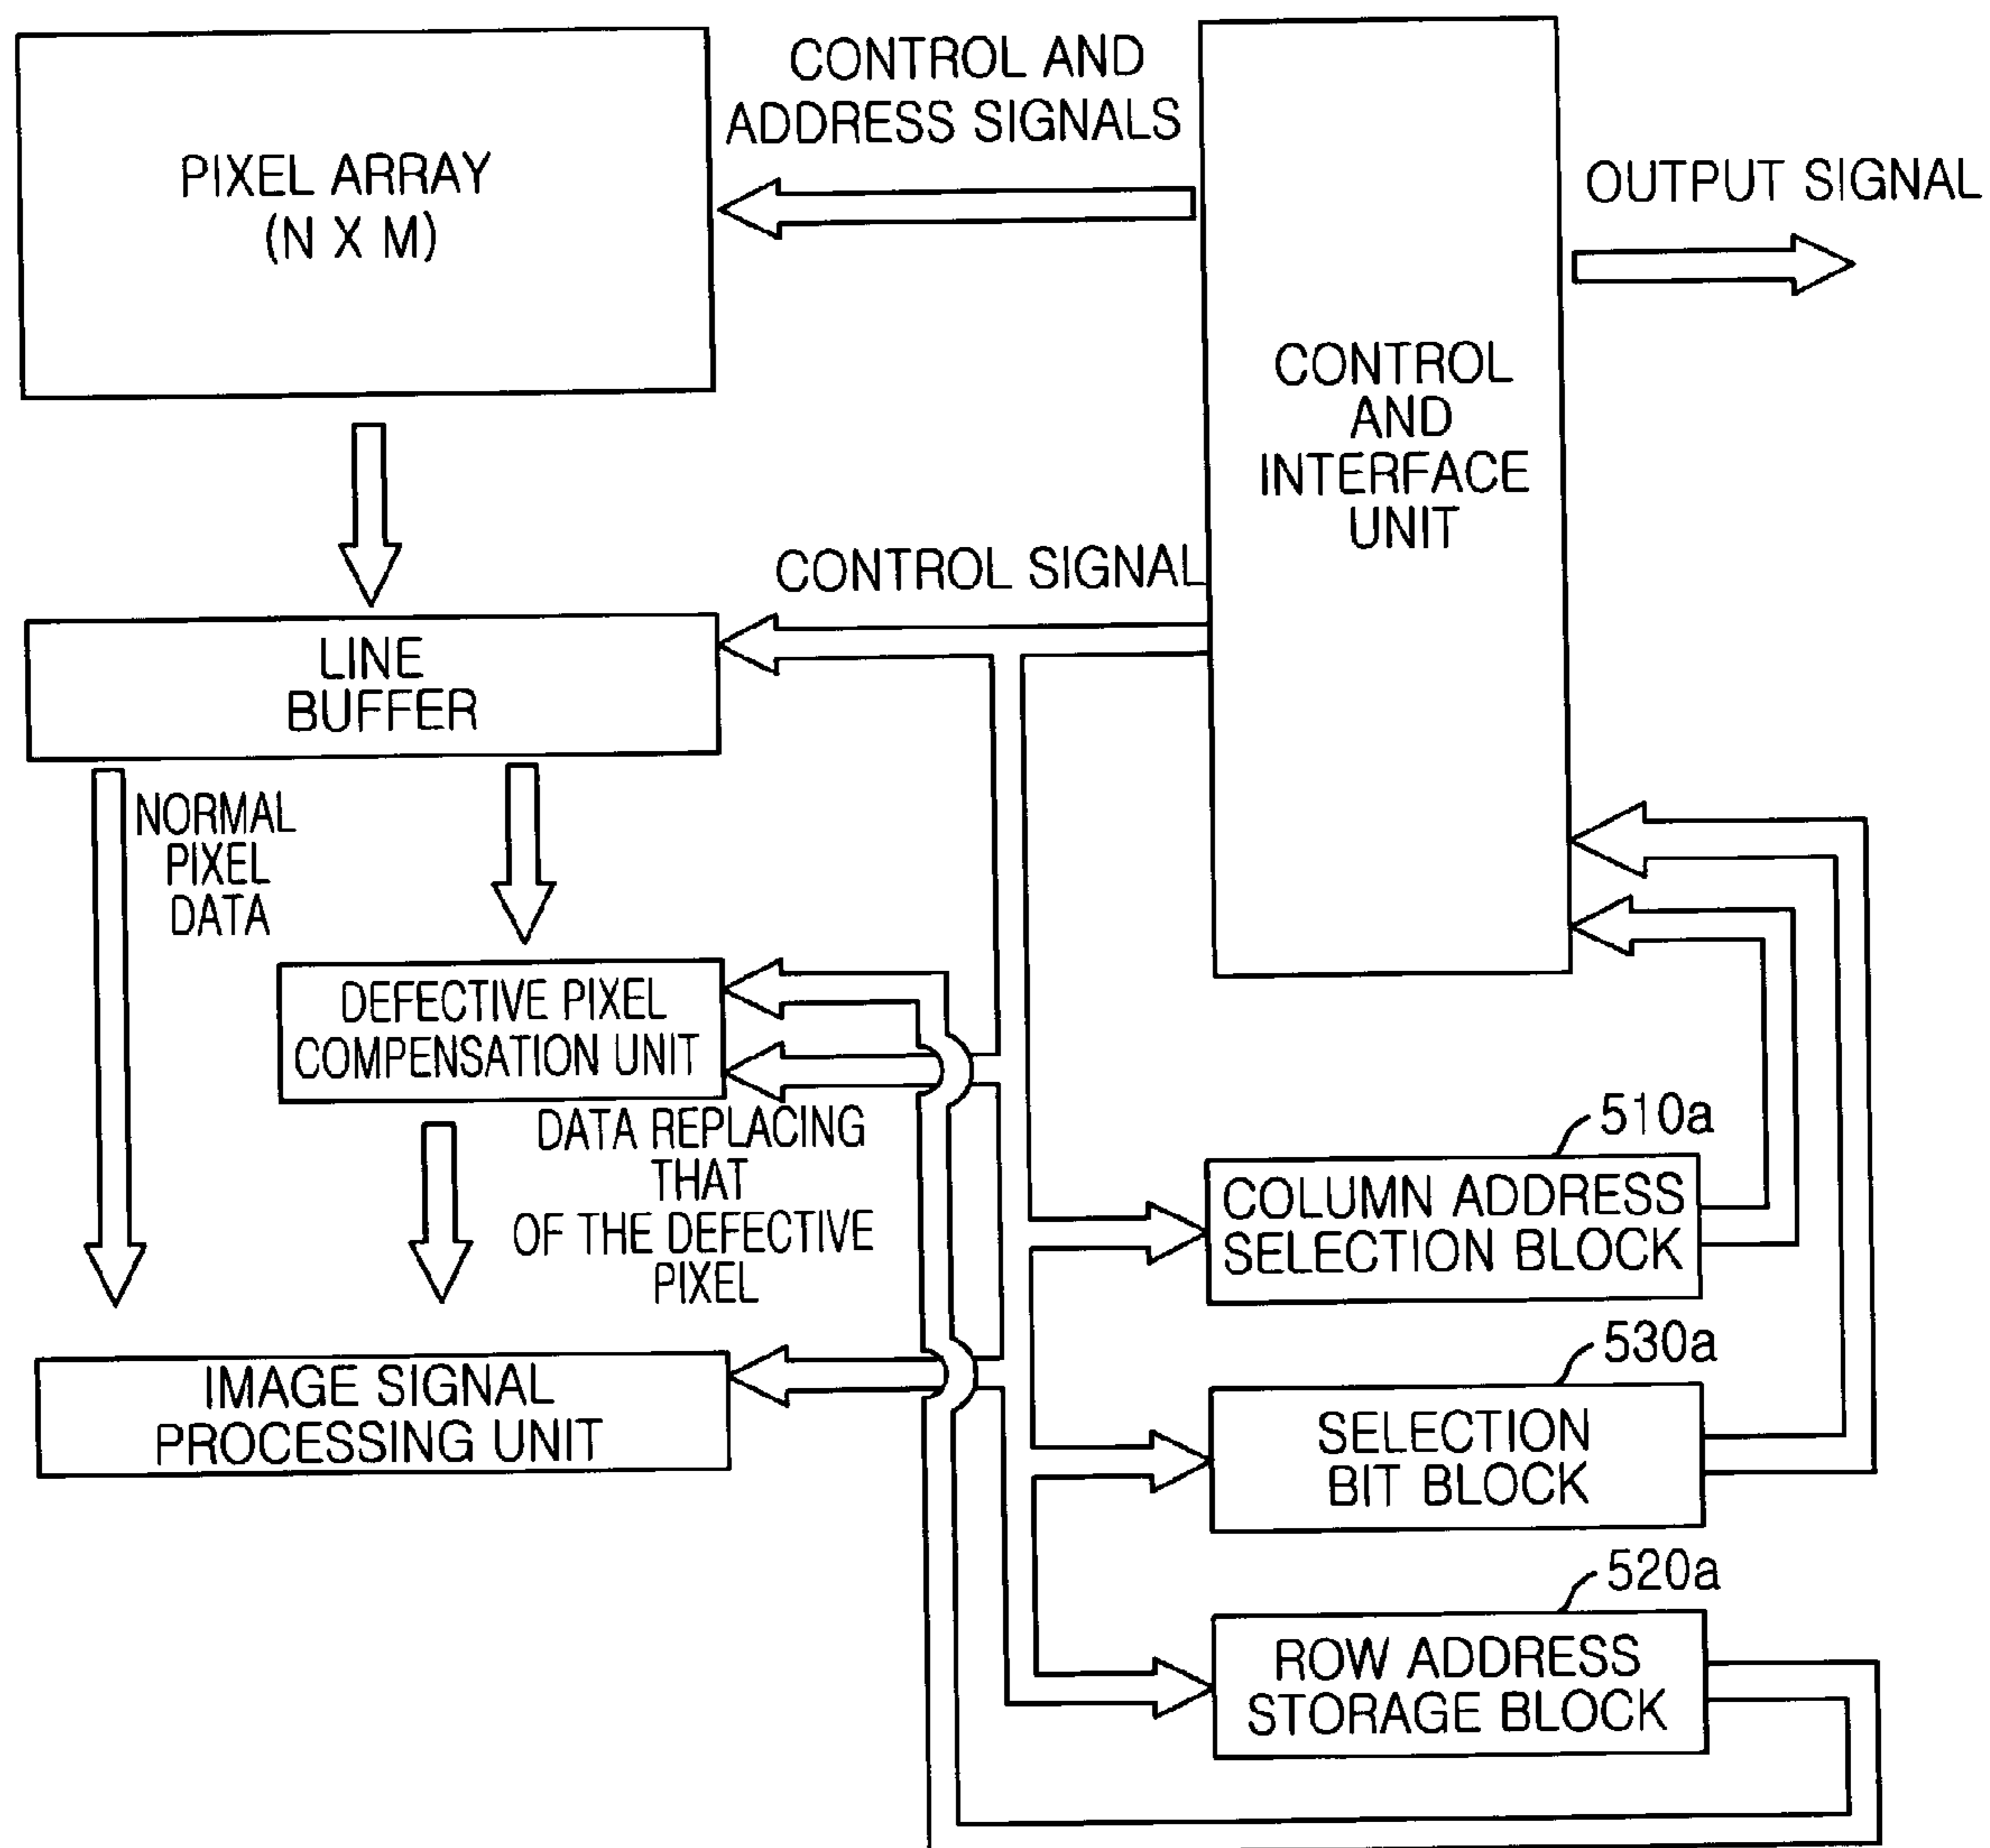 PIXEL ARRAY
(N X M)
CONTROL AND
ADDRESS SIGNALS
OUTPUT SIGNAL
CONTROL
AND
INTERFACE
UNIT
CONTROL SIGNAL
LINE
BUFFER
NORMAL
PIXEL
DATA
DEFECTIVE PIXEL
COMPENSATION UNIT
DATA REPLACING
THAT
OF THE DEFECTIVE
PIXEL
510a
COLUMN ADDRESS
SELECTION BLOCK
IMAGE SIGNAL
PROCESSING UNIT
530a
SELECTION
BIT BLOCK
520a
ROW ADDRESS
STORAGE BLOCK